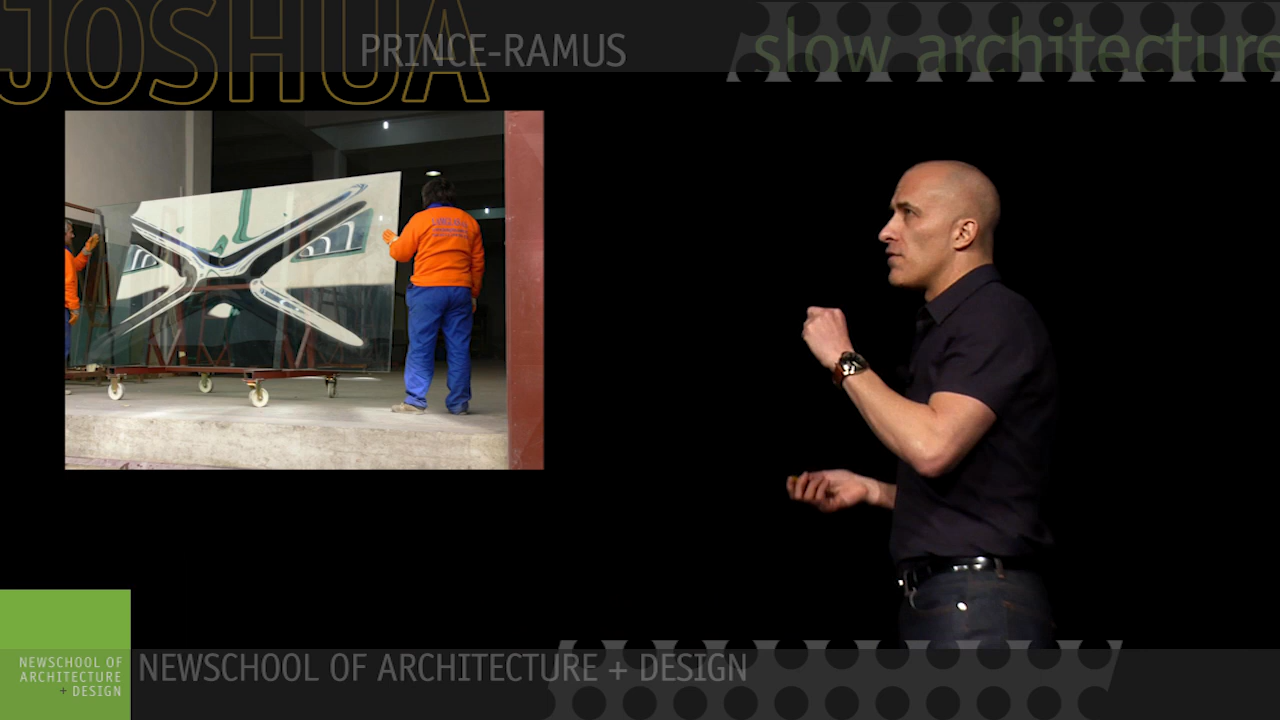 JOSHUA
PRINCE-RAMUS
slow architecture
NEWSCHOOL OF
ARCHITECTURE
+ DESIGN
NEWSCHOOL OF ARCHITECTURE + DESIGN